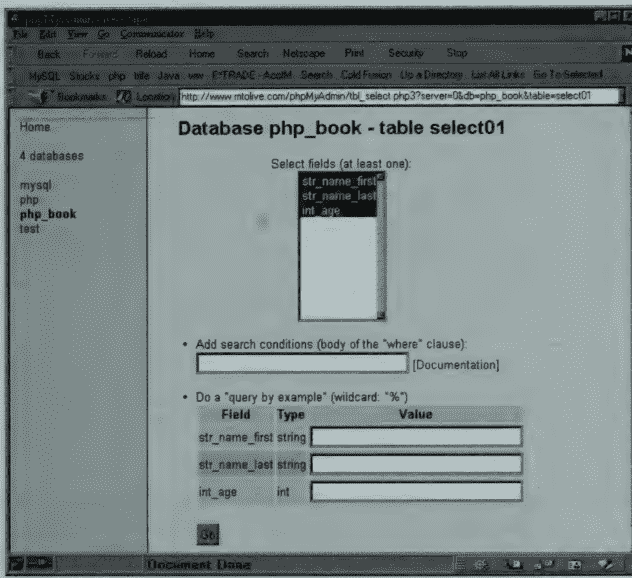 File Edit View Go Communicator Help
Back Forward Reload Home Search Netscape Print Security Stop
MySQL Stocks php title Java E*TRADE - AcctM Search Cold Fusion Up a Directory List All Links Go To Selected
Bookmarks Location: http://www.mtolive.com/phpMyAdmin/tbl_select.php3?server=0&db=php_book&table=select01
Home
4 databases
mysql
php
php_book
test
Database php_book - table select01
Select fields (at least one):
str_name_first
str_name_last
int_age
• Add search conditions (body of the "where" clause):
[Documentation]
• Do a "query by example" (wildcard: "%")
Field Type Value
str_name_first string
str_name_last string
int_age int
Go
Document Done